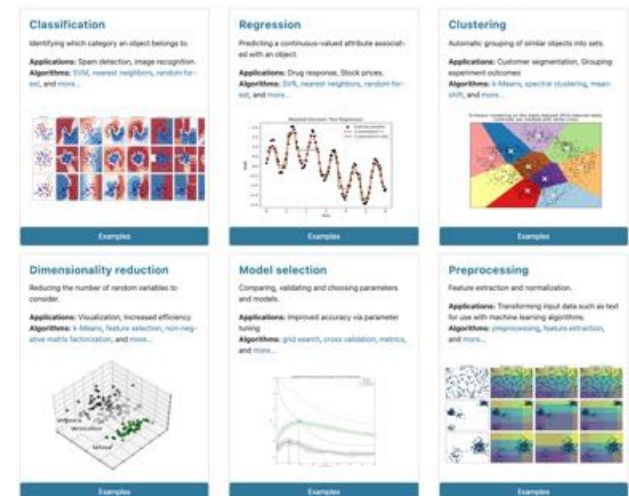 Classification
Identifying which category an object belongs to.
Applications: Spam detection, image recognition.
Algorithms: SVM, nearest neighbors, random for-
est, and more...
Examples
Regression
Predicting a continuous-valued attribute associat-
ed with an object.
Applications: Drug response, Stock prices.
Algorithms: SVR, nearest neighbors, random for-
est, and more...
Boosted Decision Tree Regression
Examples
Clustering
Automatic grouping of similar objects into sets.
Applications: Customer segmentation, Grouping
experiment outcomes
Algorithms: k-Means, spectral clustering, mean-
shift, and more...
Examples
Dimensionality reduction
Reducing the number of random variables to
consider.
Applications: Visualization, Increased efficiency
Algorithms: k-Means, feature selection, non-neg-
ative matrix factorization, and more...
Virginica
Versicolour
Setosa
Examples
Model selection
Comparing, validating and choosing parameters
and models.
Applications: Improved accuracy via parameter
tuning
Algorithms: grid search, cross validation, metrics,
and more...
Examples
Preprocessing
Feature extraction and normalization.
Applications: Transforming input data such as text
for use with machine learning algorithms.
Algorithms: preprocessing, feature extraction,
and more...
Examples